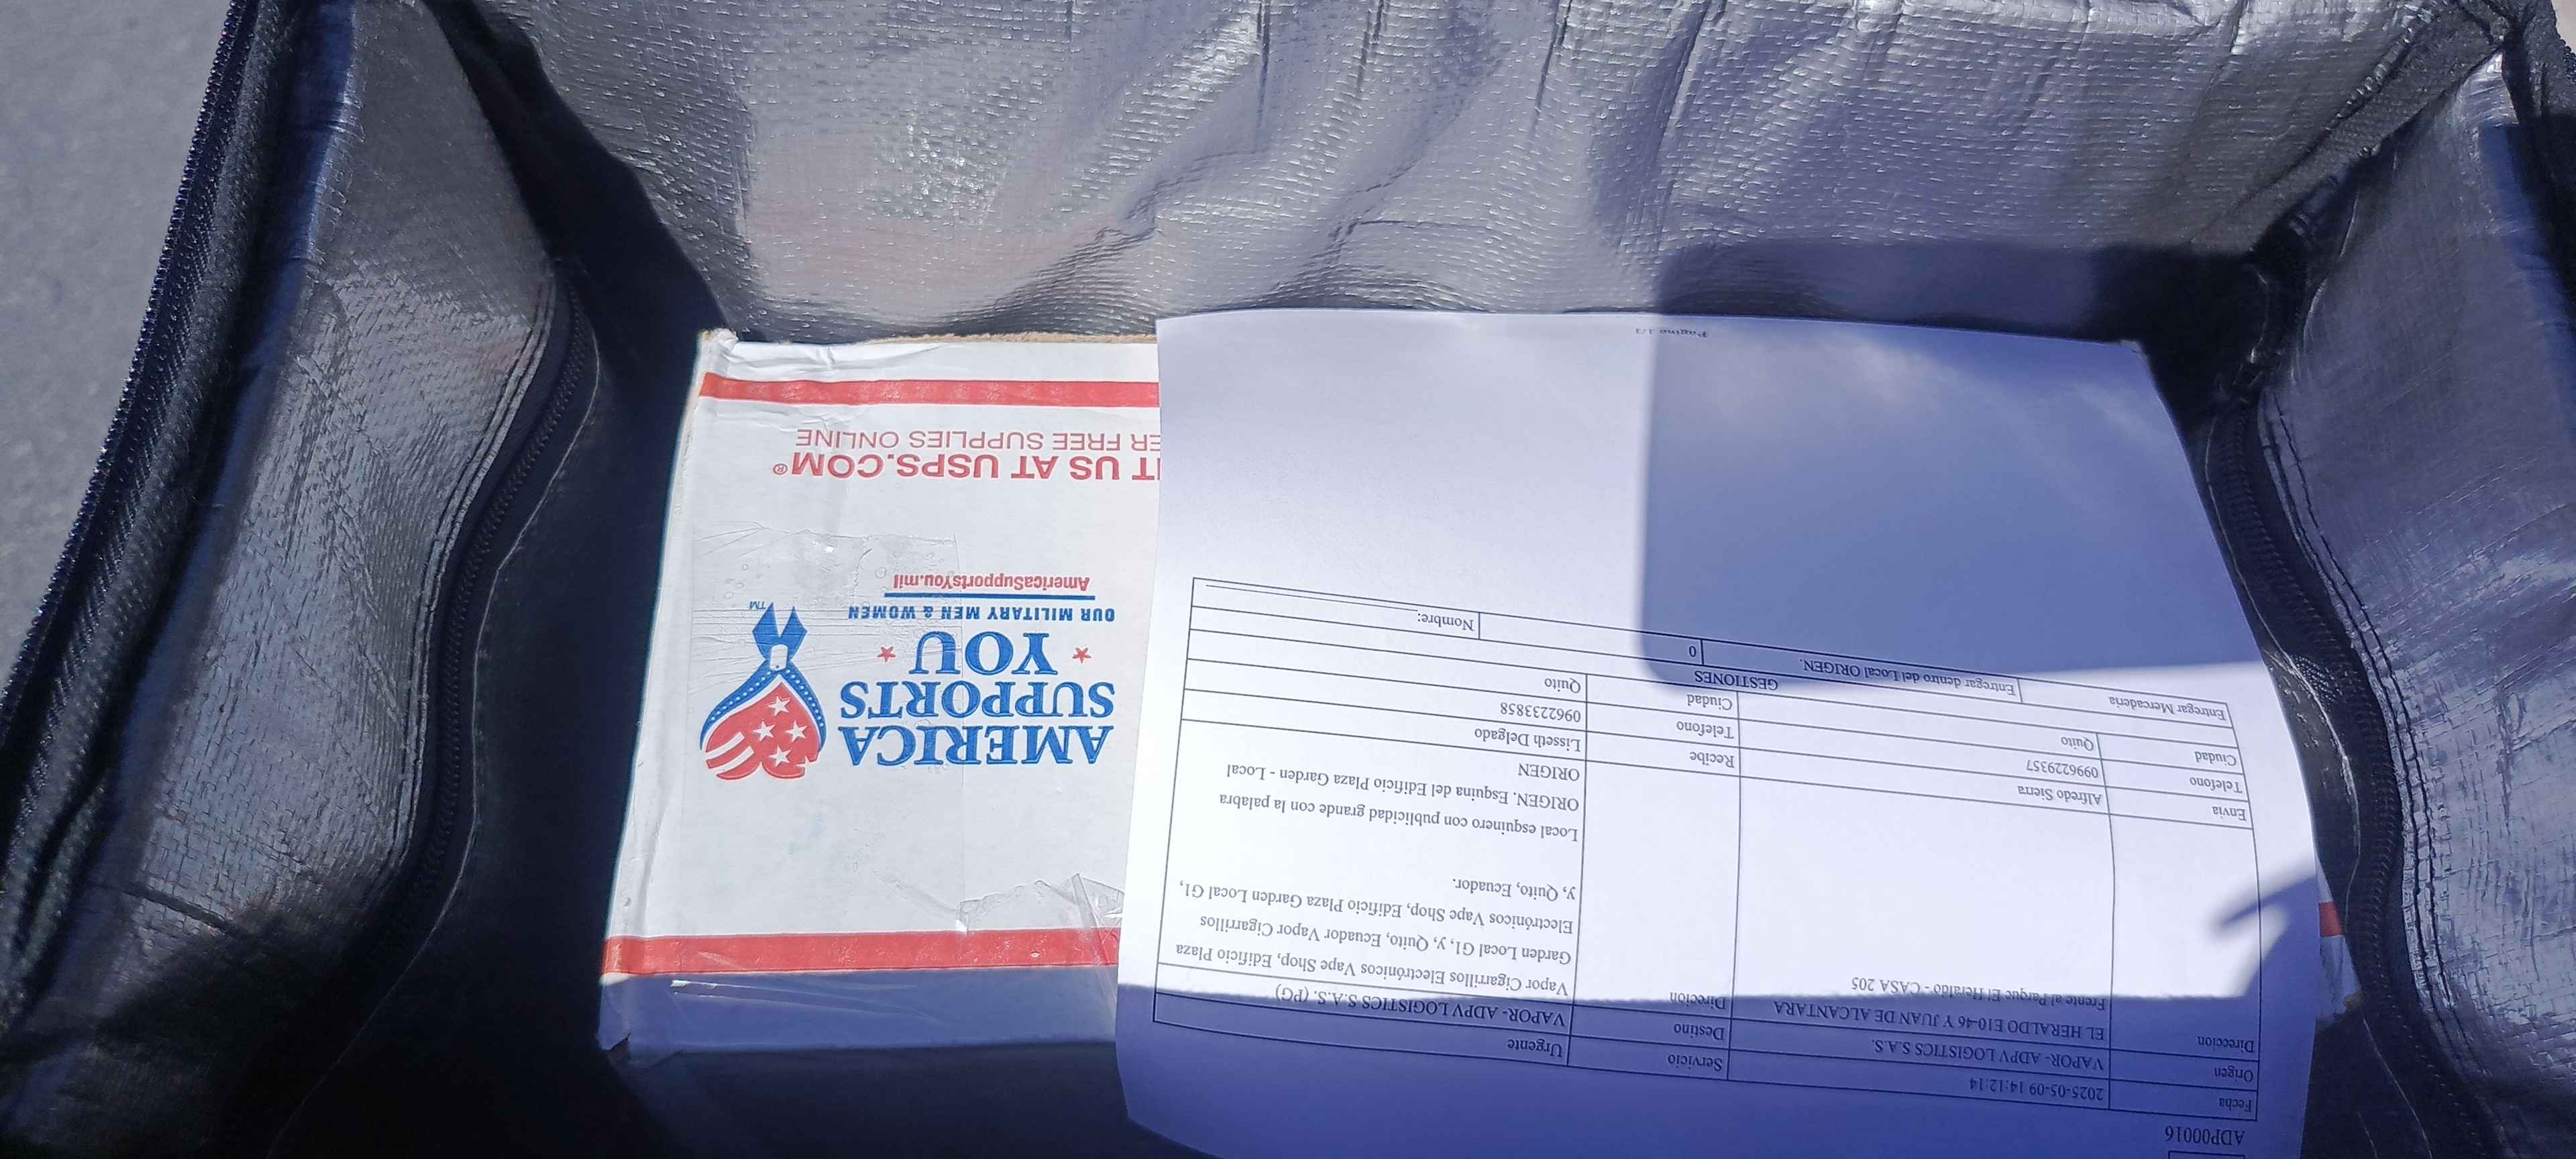 ADP00016
Fecha 2025-05-09 14:12:14 Servicio Urgente
Origen VAPOR- ADPV LOGISTICS S.A.S. Destino VAPOR- ADPV LOGISTICS S.A.S. (PG)
Direccion EL HERALDO E10-46 Y JUAN DE ALCANTARA
Frente al Parque El Heraldo - CASA 205
Direccion Vapor Cigarrillos Electrónicos Vape Shop, Edificio Plaza
Garden Local G1, y, Quito, Ecuador Vapor Cigarrillos
Electrónicos Vape Shop, Edificio Plaza Garden Local G1,
y, Quito, Ecuador.
Local esquinero con publicidad grande con la palabra
ORIGEN. Esquina del Edificio Plaza Garden - Local
ORIGEN
Envia Alfredo Sierra Recibe Lisseth Delgado
Telefono 0996229357 Telefono 0962233858
Ciudad Quito Ciudad Quito
GESTIONES
Entregar Mercaderia Entregar dentro del Local ORIGEN. 0 Nombre:
Pagina 1/1
AMERICA
SUPPORTS
YOU
TM
OUR MILITARY MEN & WOMEN
AmericaSupportsYou.mil
IT US AT USPS.COM®
ER FREE SUPPLIES ONLINE